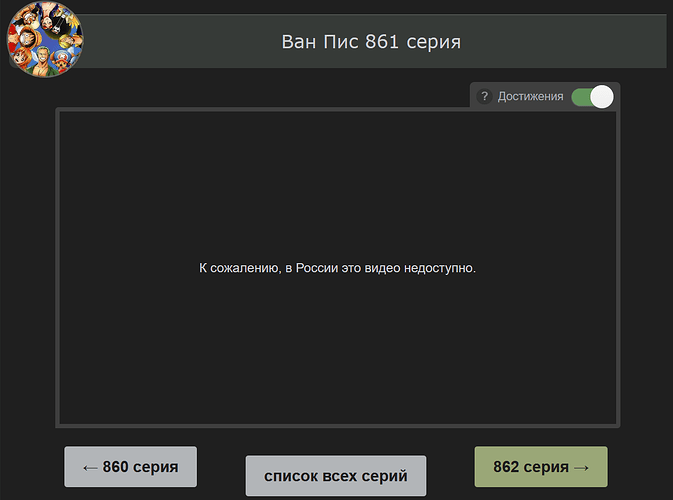 Ван Пис 861 серия
? Достижения
К сожалению, в России это видео недоступно.
← 860 серия
список всех серий
862 серия →